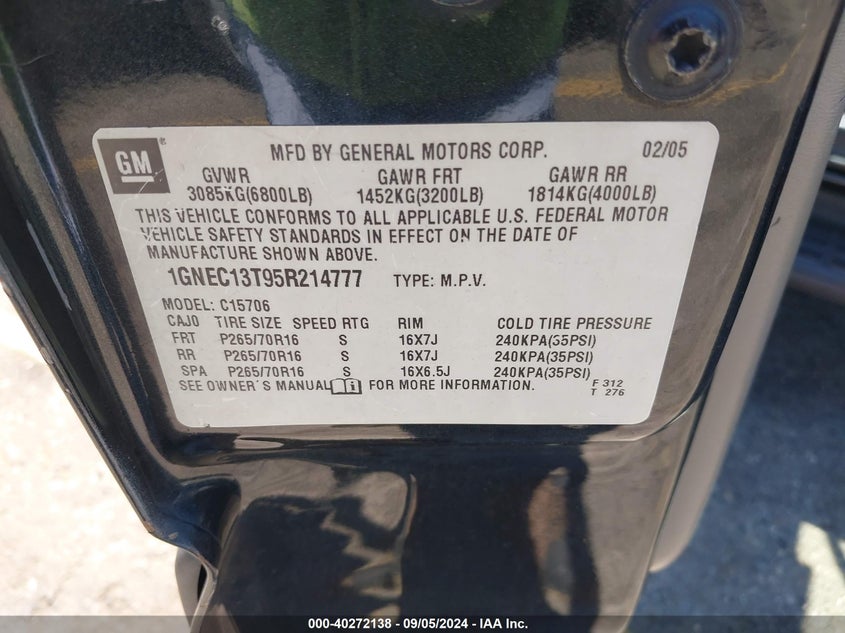 GM
MFD BY GENERAL MOTORS CORP. 02/05
GVWR GAWR FRT GAWR RR
3085KG(6800LB) 1452KG(3200LB) 1814KG(4000LB)
THIS VEHICLE CONFORMS TO ALL APPLICABLE U.S. FEDERAL MOTOR
VEHICLE SAFETY STANDARDS IN EFFECT ON THE DATE OF
MANUFACTURE SHOWN ABOVE.
1GNEC13T95R214777 TYPE: M.P.V.
MODEL: C15706
CAJ0 TIRE SIZE SPEED RTG RIM COLD TIRE PRESSURE
FRT P265/70R16 S 16X7J 240KPA(35PSI)
RR P265/70R16 S 16X7J 240KPA(35PSI)
SPA P265/70R16 S 16X6.5J 240KPA(35PSI)
SEE OWNER'S MANUAL FOR MORE INFORMATION.
F 312
T 276
000-40272138 - 09/05/2024 - IAA Inc.